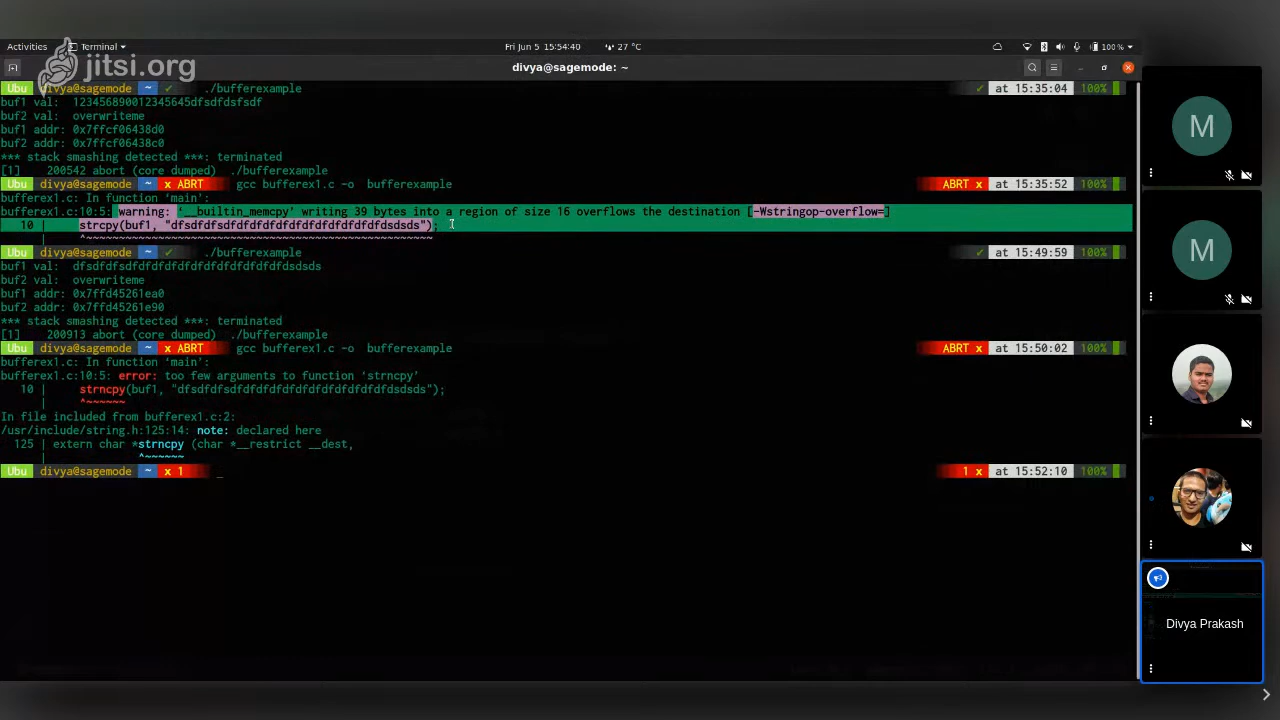 jitsi.org
Activities
Terminal
Fri Jun 5 15:54:40
27 °C
100%
divya@sagemode: ~
Ubu divya@sagemode ~ ✓ ./bufferexample ✓ at 15:35:04 100%
buf1 val: 123456890012345645dfsdfsfsdf
buf2 val: overwriteme
buf1 addr: 0x7ffcf06438d0
buf2 addr: 0x7ffcf06438c0
*** stack smashing detected ***: terminated
[1] 200542 abort (core dumped) ./bufferexample
Ubu divya@sagemode ~ x ABRT gcc bufferex1.c -o bufferexample ABRT x at 15:35:52 100%
bufferex1.c: In function 'main':
bufferex1.c:10:5: warning: '__builtin_memcpy' writing 39 bytes into a region of size 16 overflows the destination [-Wstringop-overflow=]
10 | strcpy(buf1, "dfsdfdfsdfdfdfdfdfdfdfdfdfdfdfdfdsdsds");
| ^~~~~~~~~~~~~~~~~~~~~~~~~~~~~~~~~~~~~~~~~~~~~~~~~~~~~~
Ubu divya@sagemode ~ ✓ ./bufferexample ✓ at 15:49:59 100%
buf1 val: dfsdfdfsdfdfdfdfdfdfdfdfdfdfdfdfdsdsds
buf2 val: overwriteme
buf1 addr: 0x7ffd45261ea0
buf2 addr: 0x7ffd45261e90
*** stack smashing detected ***: terminated
[1] 200913 abort (core dumped) ./bufferexample
Ubu divya@sagemode ~ x ABRT gcc bufferex1.c -o bufferexample ABRT x at 15:50:02 100%
bufferex1.c: In function 'main':
bufferex1.c:10:5: error: too few arguments to function 'strncpy'
10 | strncpy(buf1, "dfsdfdfsdfdfdfdfdfdfdfdfdfdfdfdfdsdsds");
| ^~~~~~~
In file included from bufferex1.c:2:
/usr/include/string.h:125:14: note: declared here
125 | extern char *strncpy (char *__restrict __dest,
| ^~~~~~~
Ubu divya@sagemode ~ x 1 _ 1 x at 15:52:10 100%
M
M
Divya Prakash